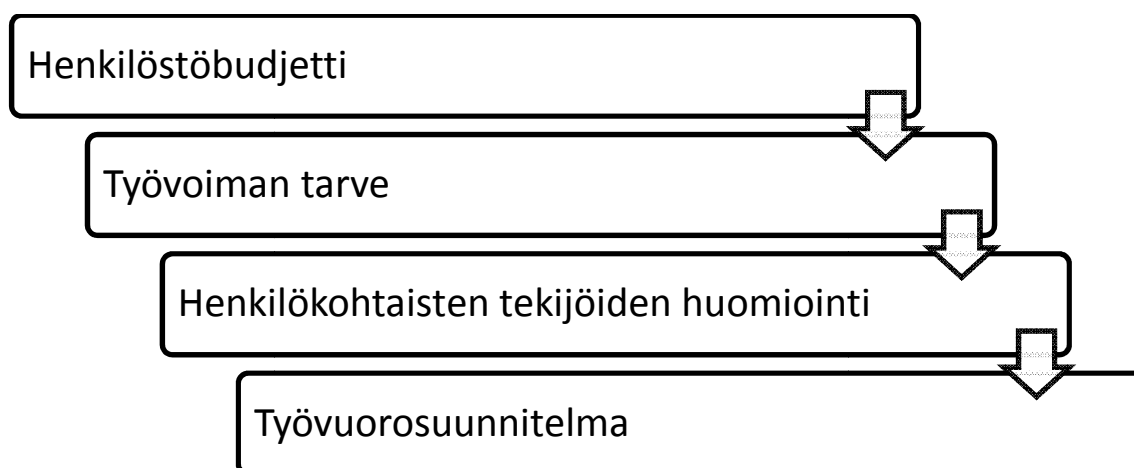 Henkilöstöbudjetti
Työvoiman tarve
Henkilökohtaisten tekijöiden huomiointi
Työvuorosuunnitelma